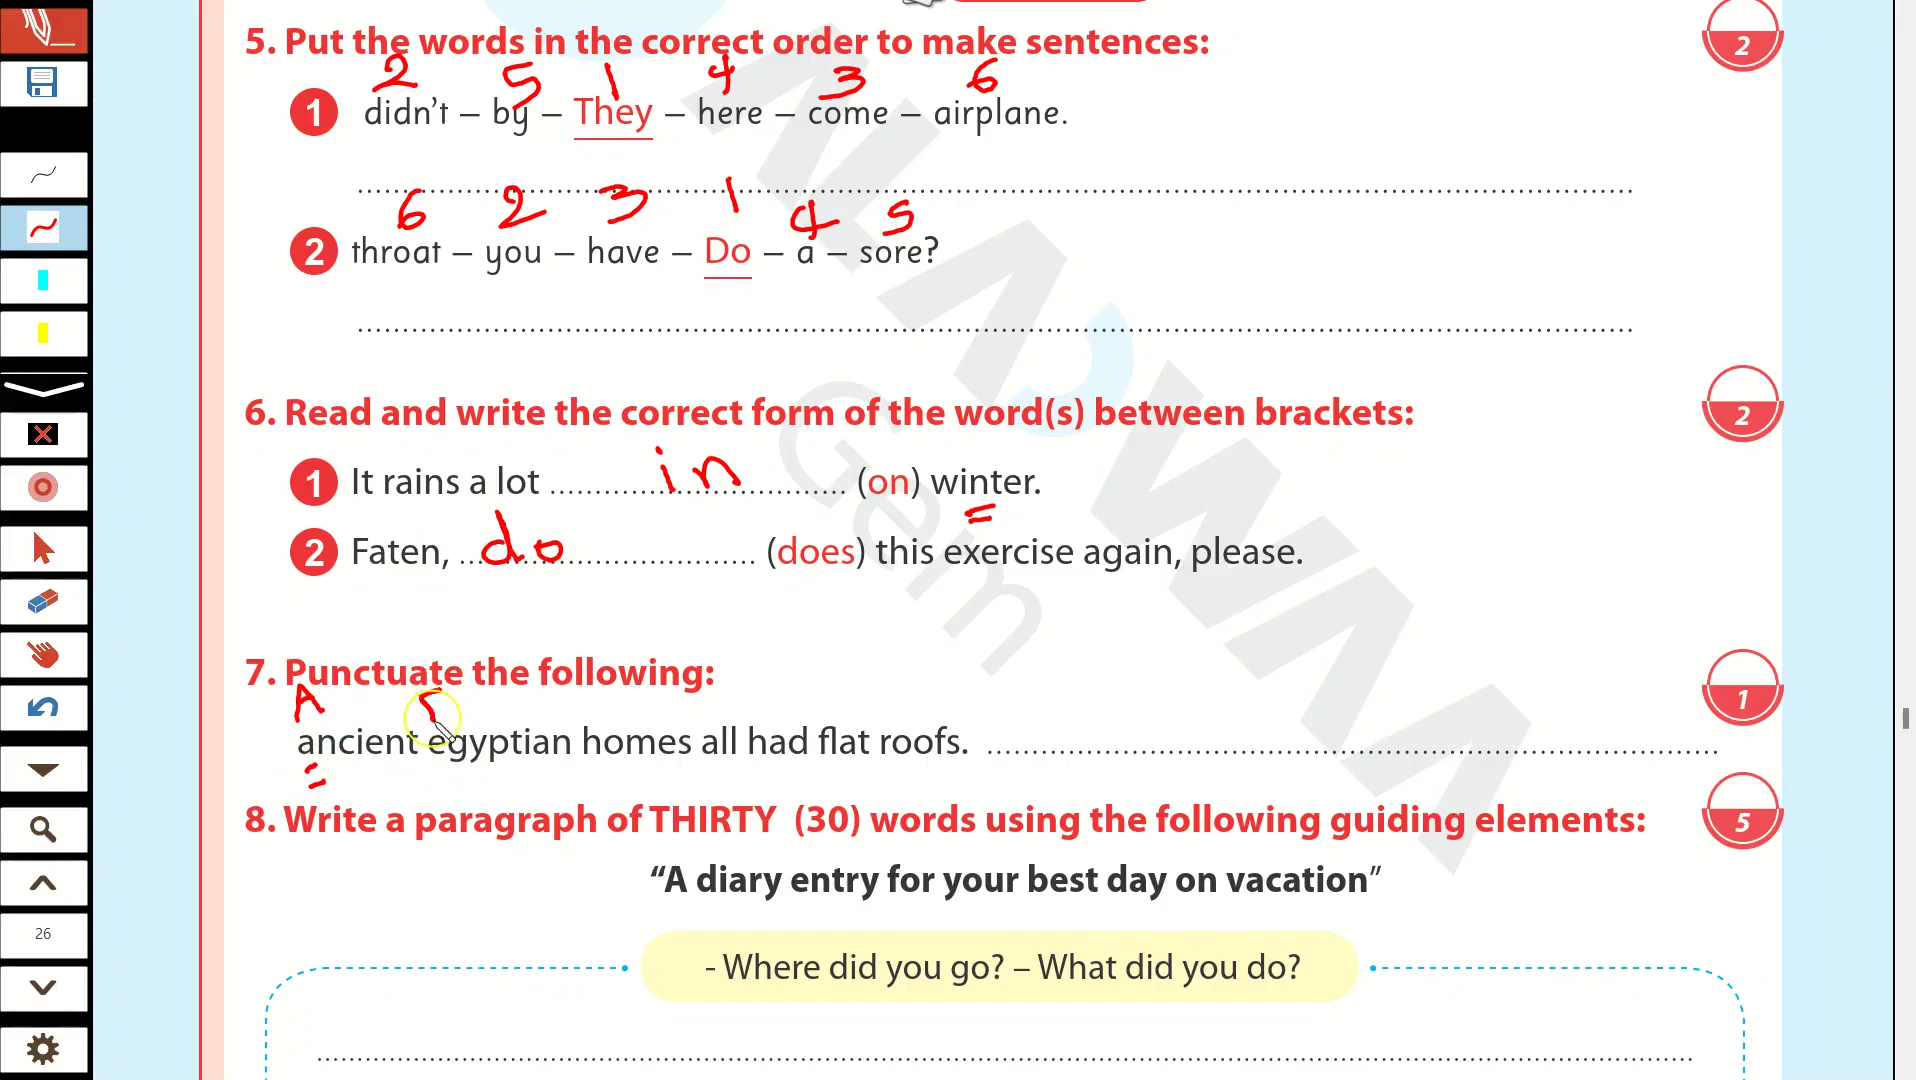 5. Put the words in the correct order to make sentences:
2
2 5 1 4 3 6
1 didn't – by – They – here – come – airplane.
6 2 3 1 4 5
2 throat – you – have – Do – a – sore?
6. Read and write the correct form of the word(s) between brackets:
2
1 It rains a lot in (on) winter.
2 Faten, do (does) this exercise again, please.
7. Punctuate the following:
1
A
ancient egyptian homes all had flat roofs.
8. Write a paragraph of THIRTY (30) words using the following guiding elements:
5
“A diary entry for your best day on vacation”
- Where did you go? – What did you do?
26
Gem